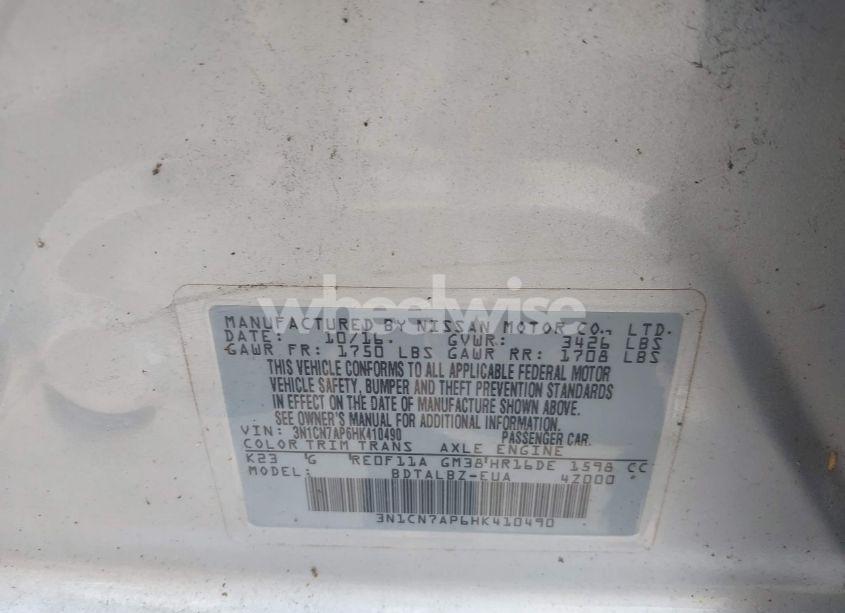 wheelwise
MANUFACTURED BY NISSAN MOTOR CO., LTD.
DATE: 10/16 GVWR: 3426 LBS
GAWR FR: 1750 LBS GAWR RR: 1708 LBS
THIS VEHICLE CONFORMS TO ALL APPLICABLE FEDERAL MOTOR
VEHICLE SAFETY, BUMPER AND THEFT PREVENTION STANDARDS
IN EFFECT ON THE DATE OF MANUFACTURE SHOWN ABOVE.
SEE OWNER'S MANUAL FOR ADDITIONAL INFORMATION.
VIN: 3N1CN7AP6HK410490 PASSENGER CAR.
COLOR TRIM TRANS AXLE ENGINE
K23 G RE0F11A GM38 HR16DE 1598 CC
MODEL: BDTALBZ-EUA 4Z000
3N1CN7AP6HK410490